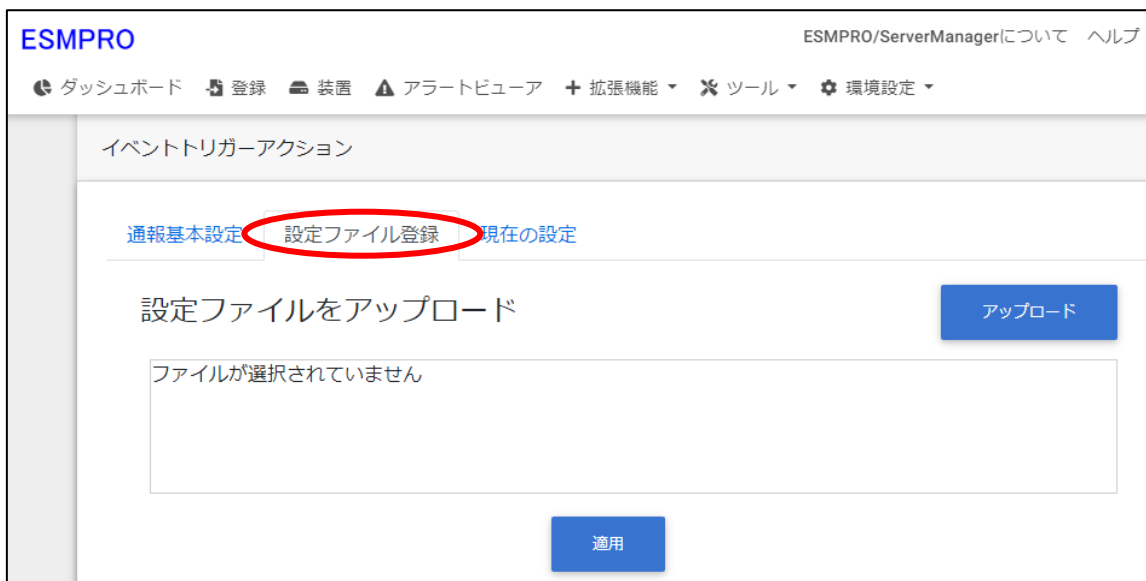 ESMPRO
ESMPRO/ServerManagerについて ヘルプ
ダッシュボード 登録 装置 アラートビューア 拡張機能 ツール 環境設定
イベントトリガーアクション
通報基本設定 設定ファイル登録 現在の設定
設定ファイルをアップロード
アップロード
ファイルが選択されていません
適用